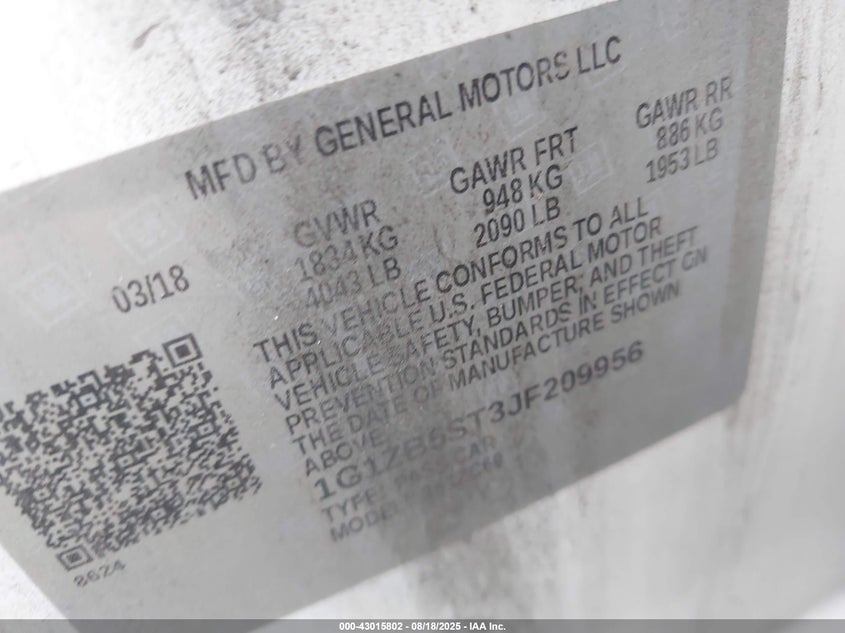 MFD BY GENERAL MOTORS LLC
03/18
GVWR
1834 KG
4043 LB
GAWR FRT
948 KG
2090 LB
GAWR RR
886 KG
1953 LB
THIS VEHICLE CONFORMS TO ALL
APPLICABLE U.S. FEDERAL MOTOR
VEHICLE SAFETY, BUMPER, AND THEFT
PREVENTION STANDARDS IN EFFECT ON
THE DATE OF MANUFACTURE SHOWN
ABOVE.
1G1ZB5ST3JF209956
TYPE: PASS CAR
MODEL:
8624
000-43015802 - 08/18/2025 - IAA Inc.